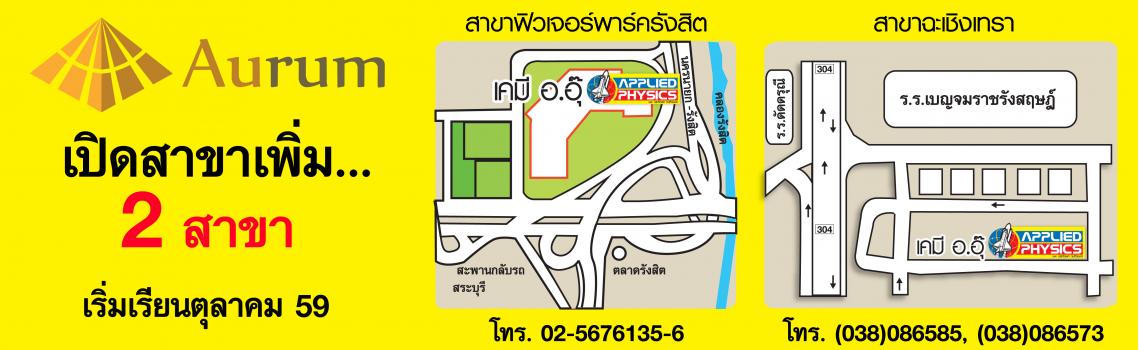 Aurum
เปิดสาขาเพิ่ม...
2 สาขา
เริ่มเรียนตุลาคม 59
สาขาฟิวเจอร์พาร์ครังสิต
เคมี อ.อุ๊
APPLIED
PHYSICS
นครนายก -รังสิต
คลองรังสิต
สะพานกลับรถ
สระบุรี
ตลาดรังสิต
โทร. 02-5676135-6
สาขาฉะเชิงเทรา
304
ร.ร.ดัดดรุณี
ร.ร.เบญจมราชรังสฤษฎ์
304
เคมี อ.อุ๊
APPLIED
PHYSICS
โทร. (038)086585, (038)086573